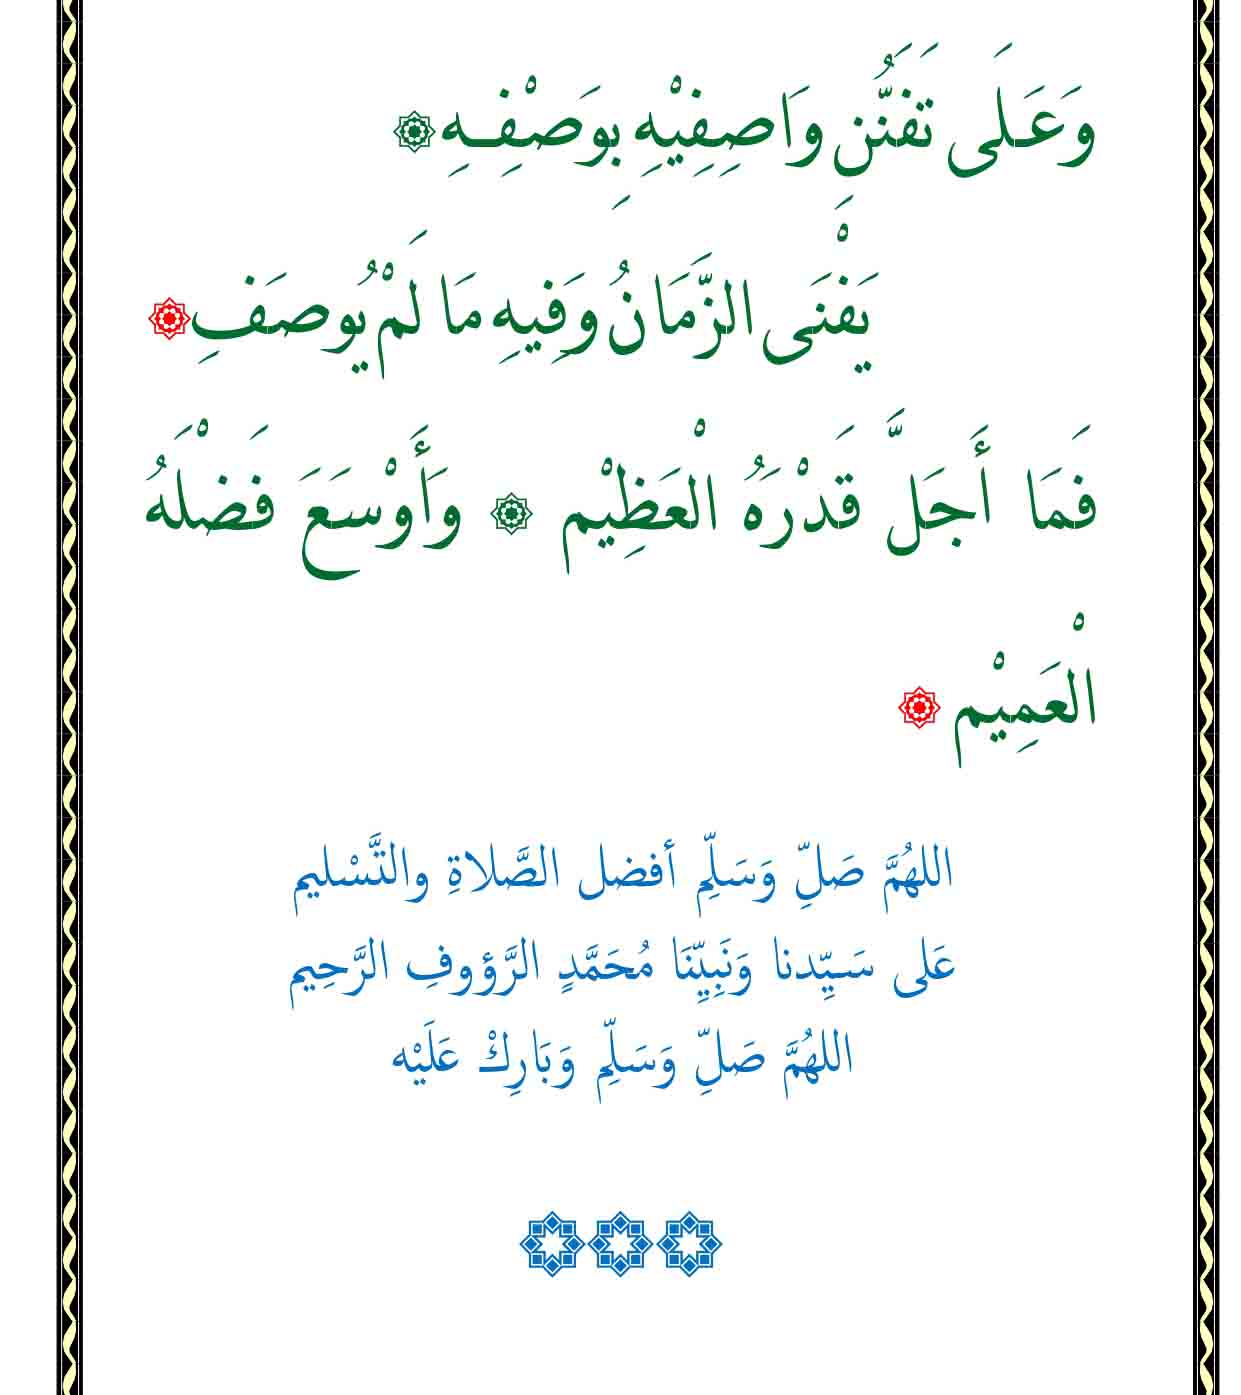 وَعَلَى تَفَنُّنِ وَاصِفِيْهِ بِوَصْفِهِ
يَفْنَى الزَّمَانُ وَفِيهِ مَا لَمْ يُوصَفِ
فَمَا أَجَلَّ قَدْرَهُ الْعَظِيْم وَأَوْسَعَ فَضْلَهُ
الْعَمِيْم
اللهُمَّ صَلِّ وَسَلِّم أفضل الصَّلاةِ والتَّسْليم
عَلى سَيِّدنا وَنَبِيِّنَا مُحَمَّدٍ الرَّؤوفِ الرَّحِيم
اللهُمَّ صَلِّ وَسَلِّم وَبَارِكْ عَلَيْه